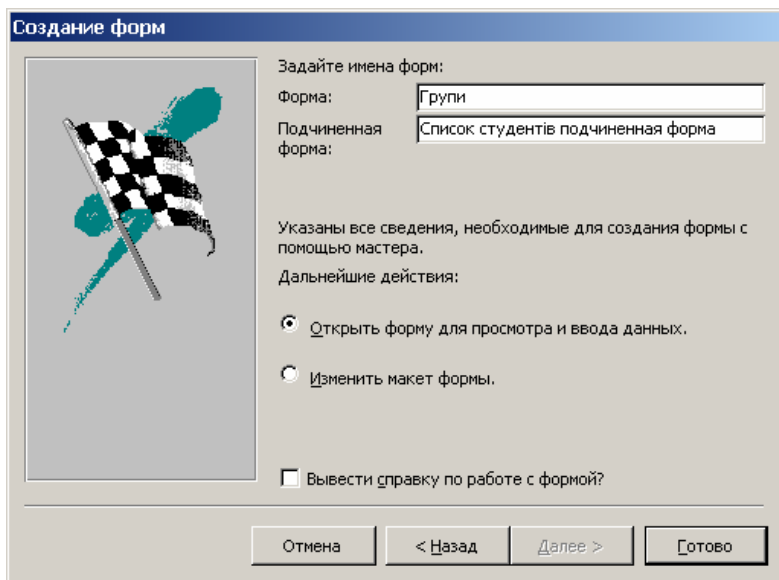 Создание форм
Задайте имена форм:
Форма:
Групи
Подчиненная форма:
Список студентів подчиненная форма
Указаны все сведения, необходимые для создания формы с
помощью мастера.
Дальнейшие действия:
Открыть форму для просмотра и ввода данных.
Изменить макет формы.
Вывести справку по работе с формой?
Отмена
< Назад
Далее >
Готово